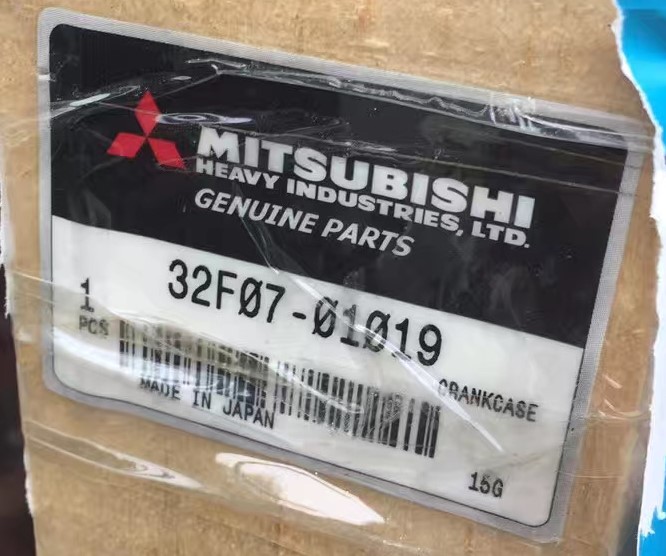 MITSUBISHI
HEAVY INDUSTRIES, LTD.
GENUINE PARTS
32F07-01019
1
PCS
CRANKCASE
MADE IN JAPAN
15G